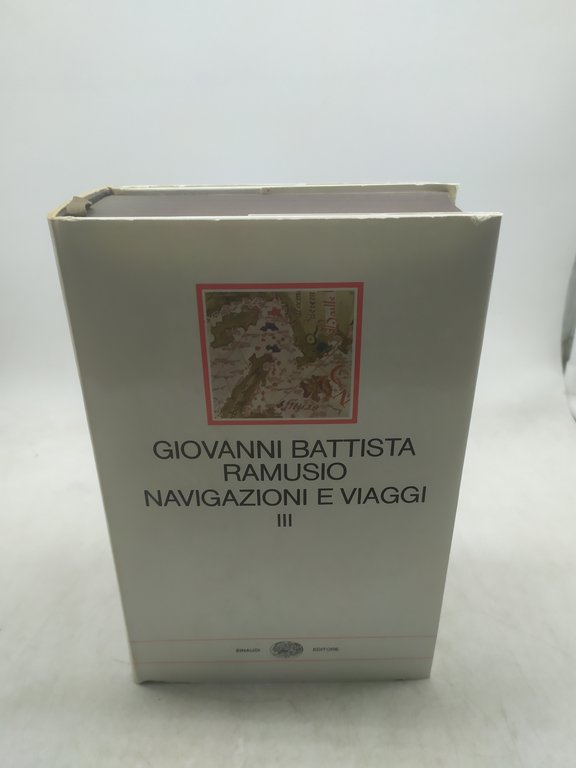 GIOVANNI BATTISTA
RAMUSIO
NAVIGAZIONI E VIAGGI
III
EINAUDI EDITORE